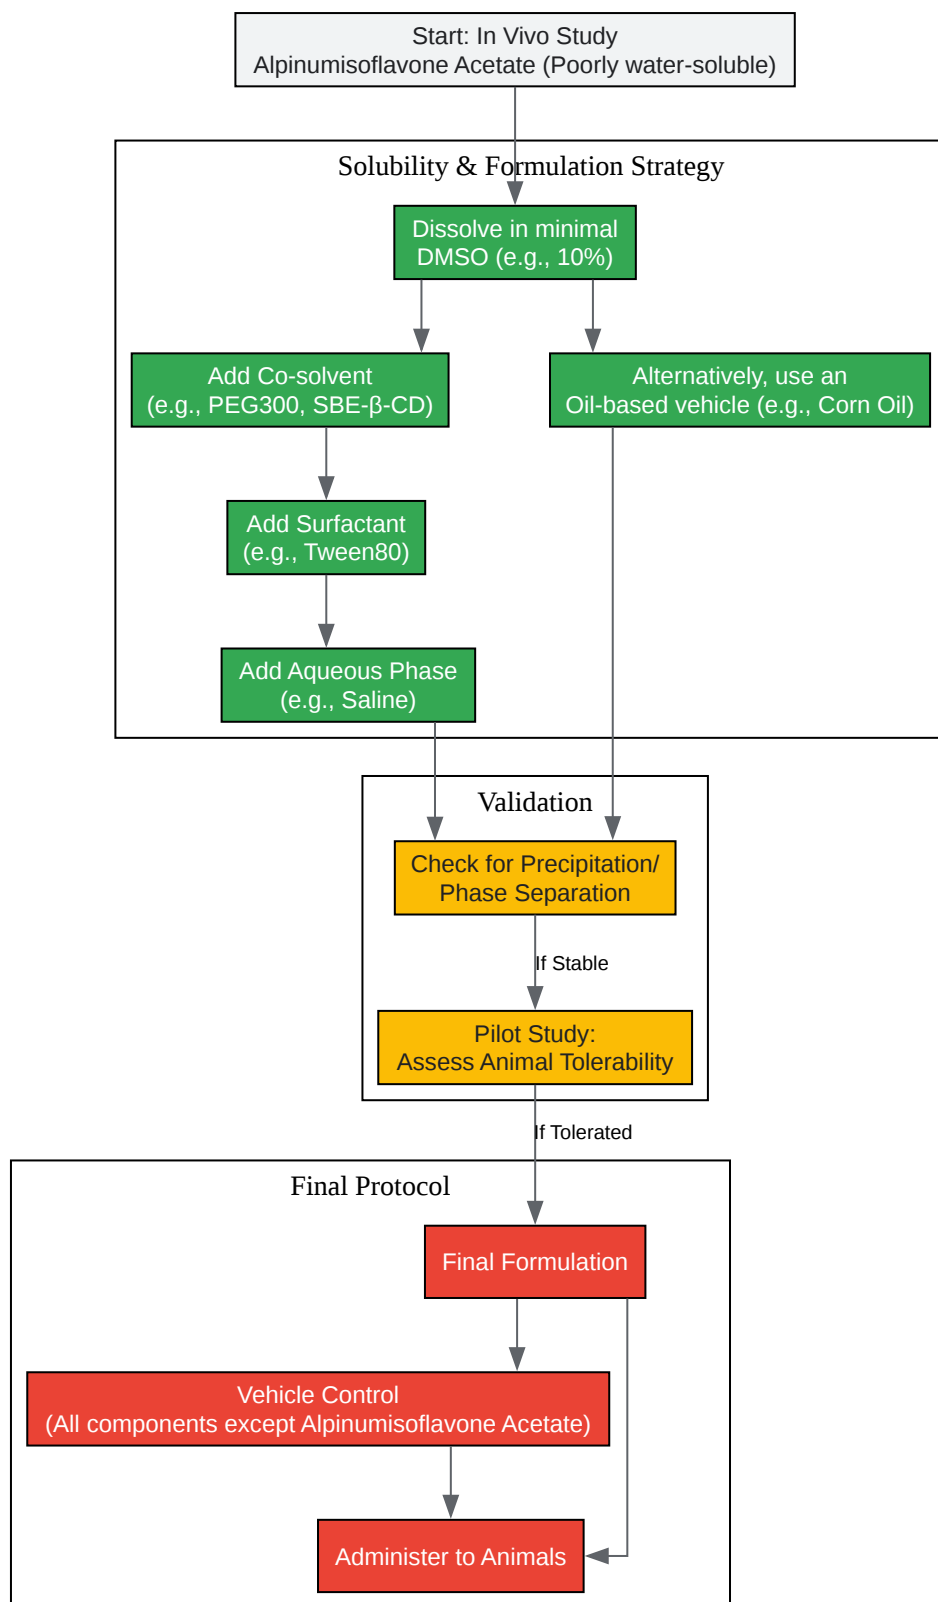 Start: In Vivo Study
Alpinumisoflavone Acetate (Poorly water-soluble)
Solubility & Formulation Strategy
Dissolve in minimal
DMSO (e.g., 10%)
Add Co-solvent
(e.g., PEG300, SBE-β-CD)
Alternatively, use an
Oil-based vehicle (e.g., Corn Oil)
Add Surfactant
(e.g., Tween80)
Add Aqueous Phase
(e.g., Saline)
Validation
Check for Precipitation/
Phase Separation
If Stable
Pilot Study:
Assess Animal Tolerability
If Tolerated
Final Protocol
Final Formulation
Vehicle Control
(All components except Alpinumisoflavone Acetate)
Administer to Animals